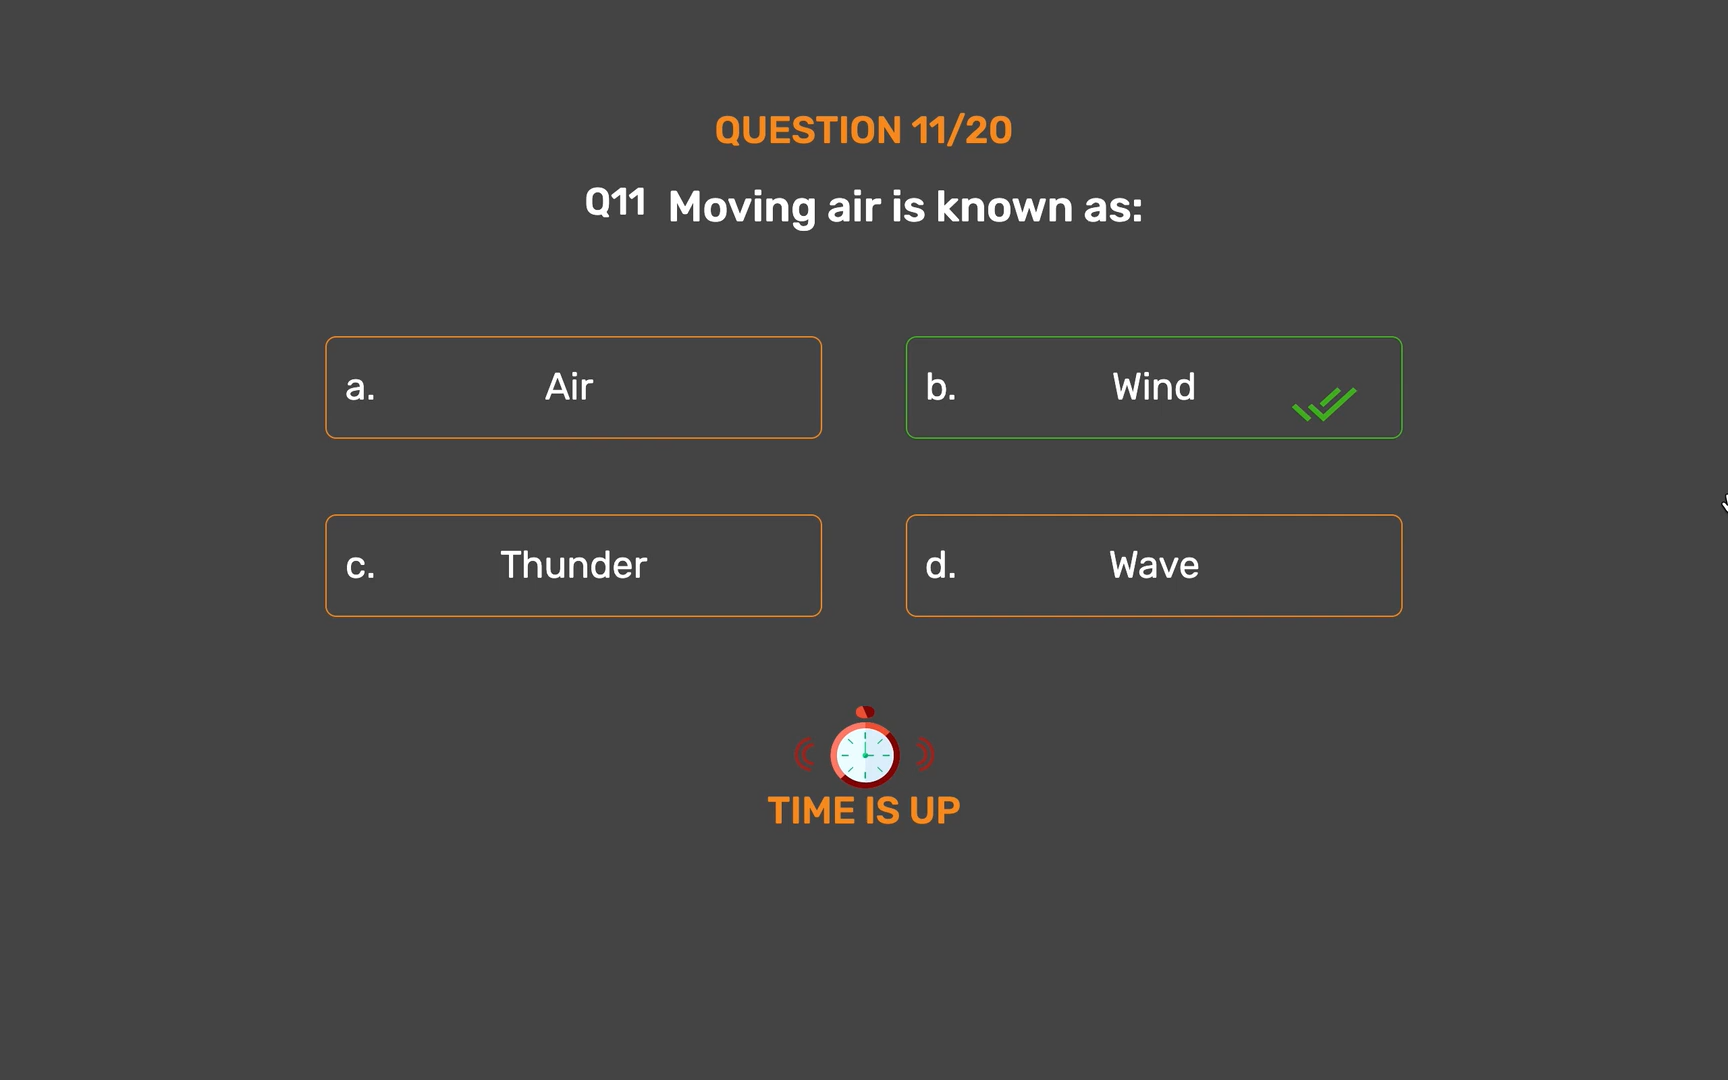 QUESTION 11/20
Q11 Moving air is known as:
a. Air
b. Wind
c. Thunder
d. Wave
TIME IS UP